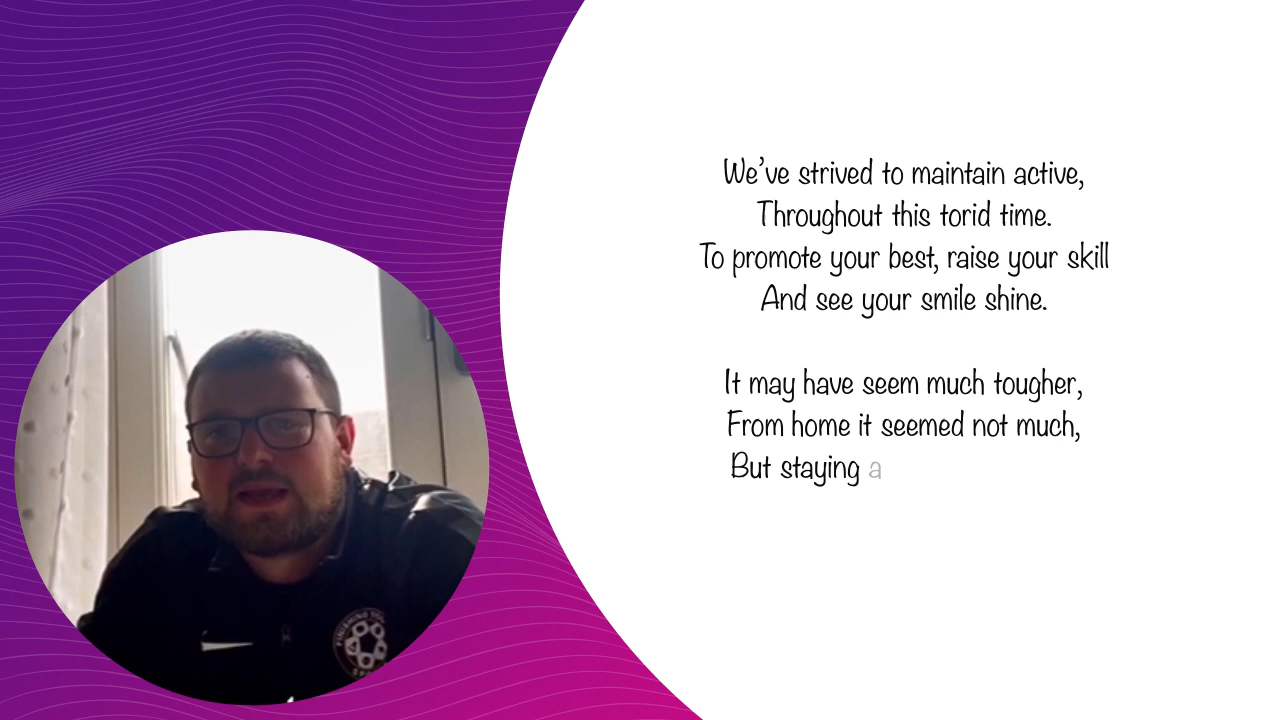 We've strived to maintain active,
Throughout this torid time.
To promote your best, raise your skill
And see your smile shine.
It may have seem much tougher,
From home it seemed not much,
But staying a
FINISHING